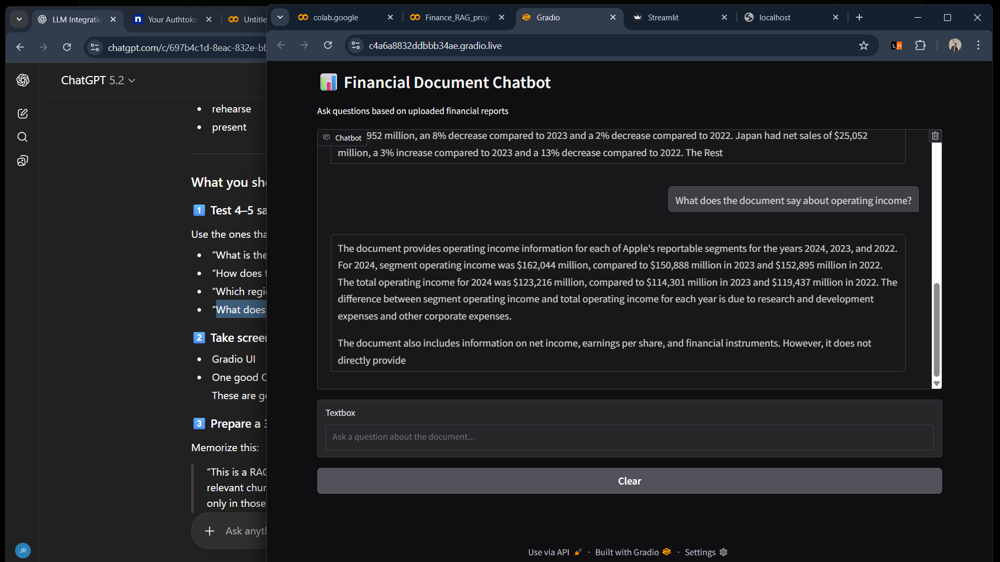 LLM Integratio
Your Authtoke
Untitle
chatgpt.com/c/697b4c1d-8eac-832e-bb
ChatGPT 5.2
rehearse
present
What you sho
1 Test 4–5 sa
Use the ones tha
“What is the
“How does t
“Which regi
“What does
2 Take screen
Gradio UI
One good C
These are go
3 Prepare a 3
Memorize this:
“This is a RAG
relevant chur
only in those
Ask anyt
JR
colab.google
Finance_RAG_proje
Gradio
Streamlit
localhost
c4a6a8832ddbbb34ae.gradio.live
L H
Financial Document Chatbot
Ask questions based on uploaded financial reports
Chatbot
952 million, an 8% decrease compared to 2023 and a 2% decrease compared to 2022. Japan had net sales of $25,052
million, a 3% increase compared to 2023 and a 13% decrease compared to 2022. The Rest
What does the document say about operating income?
The document provides operating income information for each of Apple's reportable segments for the years 2024, 2023, and 2022.
For 2024, segment operating income was $162,044 million, compared to $150,888 million in 2023 and $152,895 million in 2022.
The total operating income for 2024 was $123,216 million, compared to $114,301 million in 2023 and $119,437 million in 2022. The
difference between segment operating income and total operating income for each year is due to research and development
expenses and other corporate expenses.
The document also includes information on net income, earnings per share, and financial instruments. However, it does not
directly provide
Textbox
Ask a question about the document...
Clear
Use via API · Built with Gradio · Settings